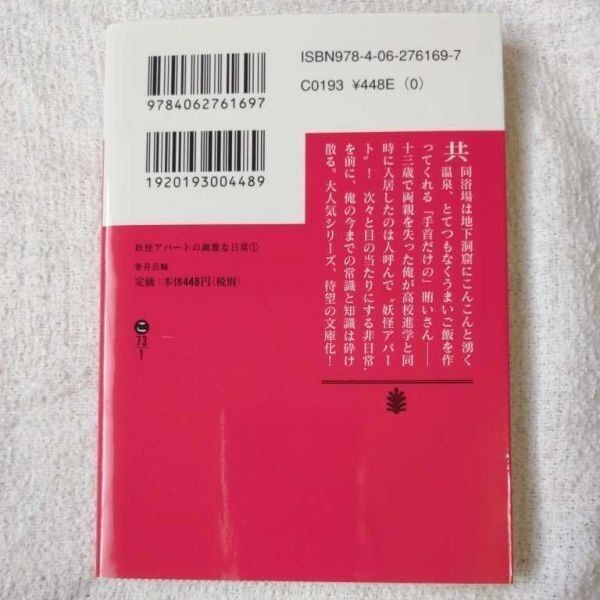 ISBN978-4-06-276169-7
C0193 ¥448E (0)
9784062761697
1920193004489
共同浴場は地下洞窟にこんこんと湧く
温泉、とてつもなくうまいご飯を作
ってくれる「手首だけの」賄いさん──
十三歳で両親を失った俺が高校進学と同
時に入居したのは人呼んで〝妖怪アパー
ト〟！　次々と目の当たりにする非日常を
前に、俺の今までの常識と知識は砕け
散る。大人気シリーズ、待望の文庫化！
妖怪アパートの幽雅な日常①
香月日輪
定価：本体448円（税別）
こ
73
1